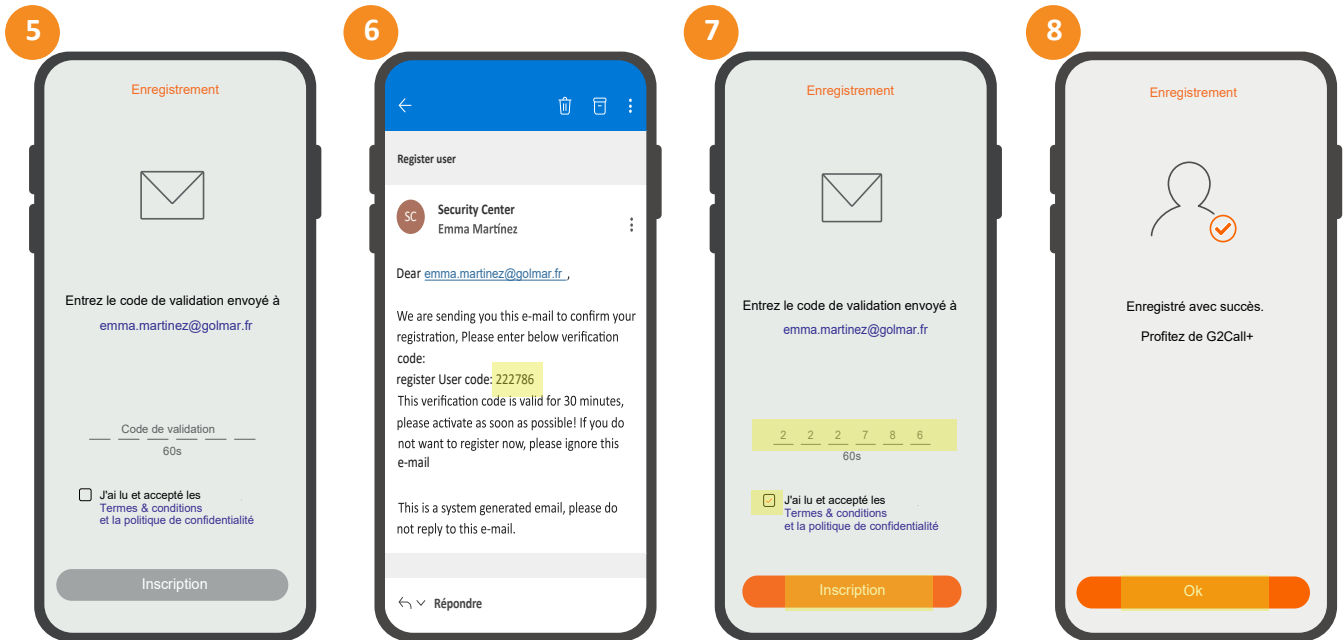 5
Enregistrement
Entrez le code de validation envoyé à
emma.martinez@golmar.fr
Code de validation
60s
J'ai lu et accepté les
Termes & conditions
et la politique de confidentialité
Inscription
6
Register user
SC
Security Center
Emma Martínez
Dear emma.martinez@golmar.fr ,
We are sending you this e-mail to confirm your
registration, Please enter below verification
code:
register User code: 222786
This verification code is valid for 30 minutes,
please activate as soon as possible! If you do
not want to register now, please ignore this
e-mail
This is a system generated email, please do
not reply to this e-mail.
Répondre
7
Enregistrement
Entrez le code de validation envoyé à
emma.martinez@golmar.fr
2 2 2 7 8 6
60s
J'ai lu et accepté les
Termes & conditions
et la politique de confidentialité
Inscription
8
Enregistrement
Enregistré avec succès.
Profitez de G2Call+
Ok